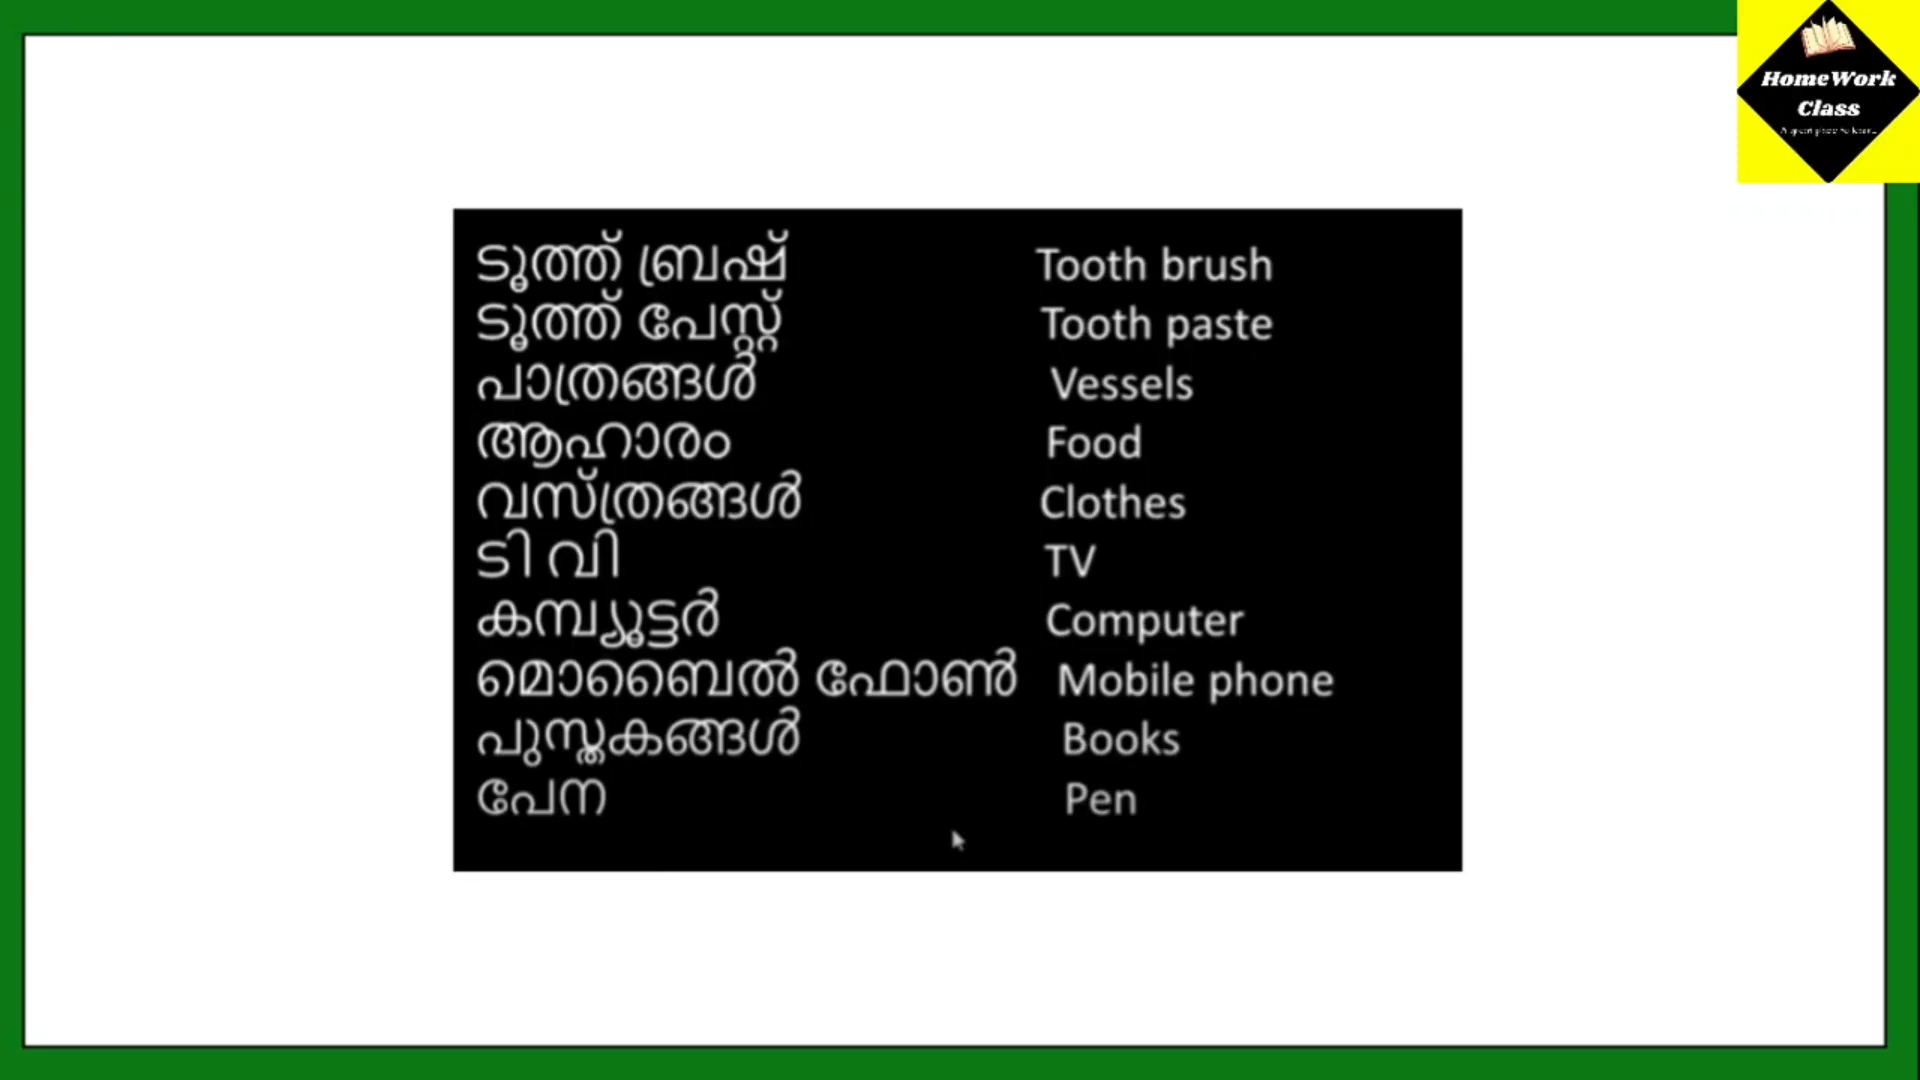 HomeWork
Class
ടൂത്ത് ബ്രഷ് Tooth brush
ടൂത്ത് പേസ്റ്റ് Tooth paste
പാത്രങ്ങൾ Vessels
ആഹാരം Food
വസ്ത്രങ്ങൾ Clothes
ടി വി TV
കമ്പ്യൂട്ടർ Computer
മൊബൈൽ ഫോൺ Mobile phone
പുസ്തകങ്ങൾ Books
പേന Pen